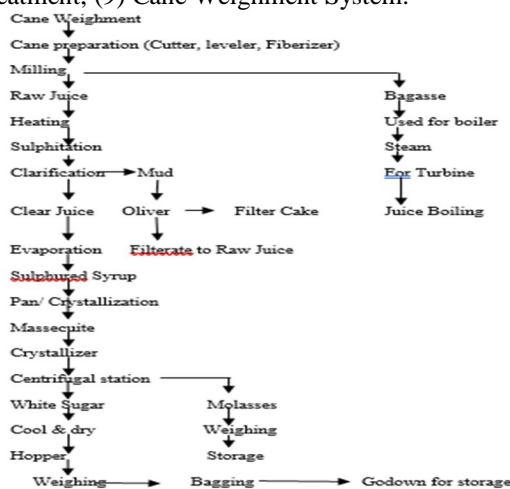 (9) Cane Weighment System.
Cane Weighment
Cane preparation (Cutter, leveler, Fiberizer)
Milling
Raw Juice Bagasse
Heating Used for boiler
Sulphitation Steam
Clarification Mud For Turbine
Clear Juice Oliver Filter Cake Juice Boiling
Evaporation Filterate to Raw Juice
Sulphured Syrup
Pan/ Crystallization
Massecuite
Crystallizer
Centrifugal station
White Sugar Molasses
Cool & dry Weighing
Hopper Storage
Weighing Bagging Godown for storage